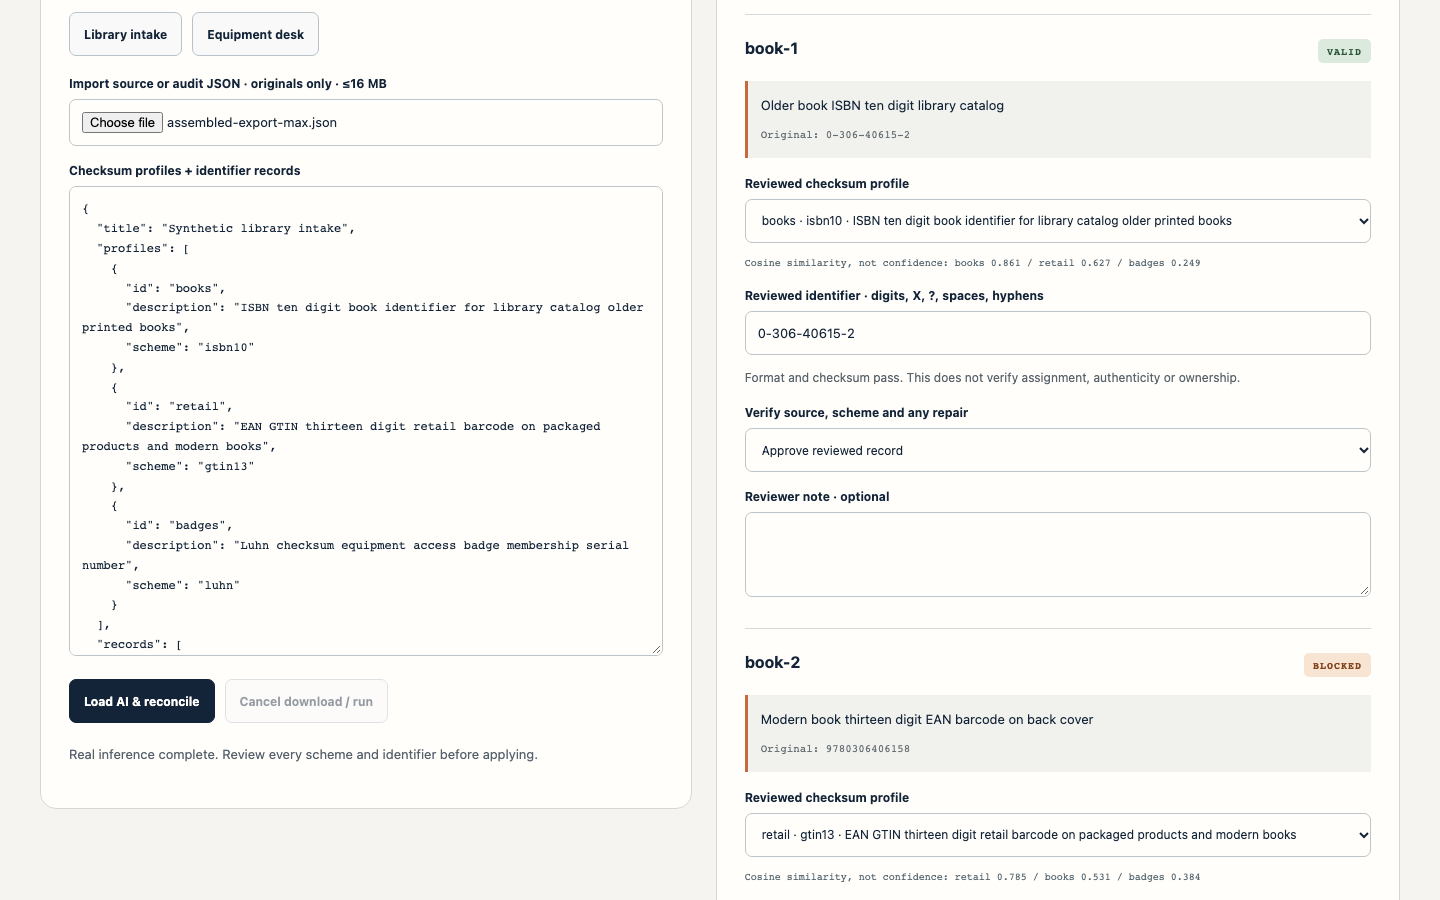 Library intake
Equipment desk
Import source or audit JSON · originals only · ≤16 MB
Choose file assembled-export-max.json
Checksum profiles + identifier records
{
"title": "Synthetic library intake",
"profiles": [
{
"id": "books",
"description": "ISBN ten digit book identifier for library catalog older
printed books",
"scheme": "isbn10"
},
{
"id": "retail",
"description": "EAN GTIN thirteen digit retail barcode on packaged
products and modern books",
"scheme": "gtin13"
},
{
"id": "badges",
"description": "Luhn checksum equipment access badge membership serial
number",
"scheme": "luhn"
}
],
"records": [
Load AI & reconcile
Cancel download / run
Real inference complete. Review every scheme and identifier before applying.
book-1
VALID
Older book ISBN ten digit library catalog
Original: 0-306-40615-2
Reviewed checksum profile
books · isbn10 · ISBN ten digit book identifier for library catalog older printed books
Cosine similarity, not confidence: books 0.861 / retail 0.627 / badges 0.249
Reviewed identifier · digits, X, ?, spaces, hyphens
0-306-40615-2
Format and checksum pass. This does not verify assignment, authenticity or ownership.
Verify source, scheme and any repair
Approve reviewed record
Reviewer note · optional
book-2
BLOCKED
Modern book thirteen digit EAN barcode on back cover
Original: 9780306406158
Reviewed checksum profile
retail · gtin13 · EAN GTIN thirteen digit retail barcode on packaged products and modern books
Cosine similarity, not confidence: retail 0.785 / books 0.531 / badges 0.384